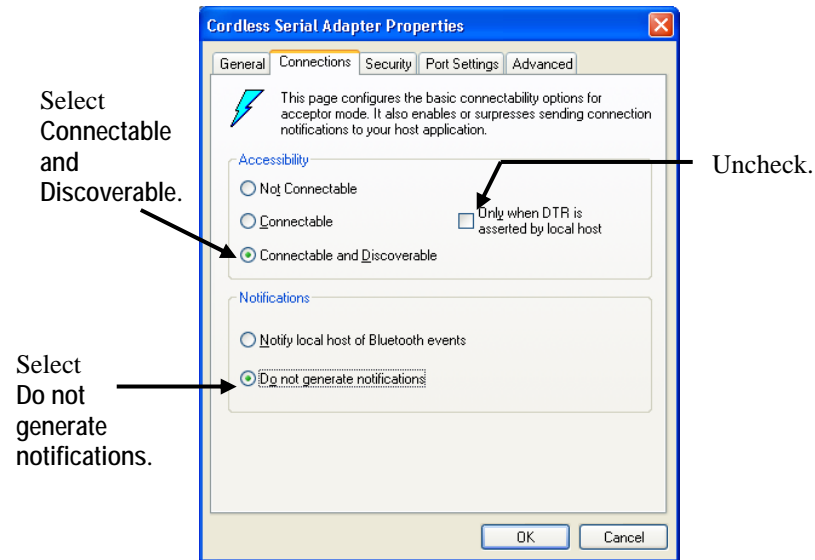 Cordless Serial Adapter Properties
General Connections Security Port Settings Advanced
This page configures the basic connectability options for
acceptor mode. It also enables or surpresses sending connection
notifications to your host application.
Select
Connectable
and
Discoverable.
Accessibility
Not Connectable
Connectable
Connectable and Discoverable
Only when DTR is
asserted by local host
Uncheck.
Notifications
Notify local host of Bluetooth events
Do not generate notifications
Select
Do not
generate
notifications.
OK Cancel